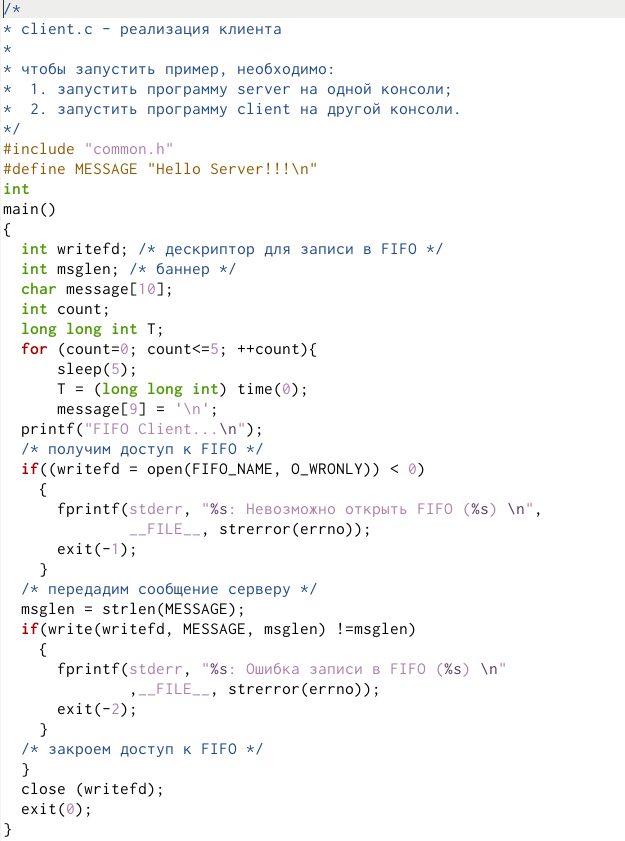 /*
* client.c - реализация клиента
*
* чтобы запустить пример, необходимо:
*  1. запустить программу server на одной консоли;
*  2. запустить программу client на другой консоли.
*/
#include "common.h"
#define MESSAGE "Hello Server!!!\n"
int
main()
{
  int writefd; /* дескриптор для записи в FIFO */
  int msglen; /* баннер */
  char message[10];
  int count;
  long long int T;
  for (count=0; count<=5; ++count){
      sleep(5);
      T = (long long int) time(0);
      message[9] = '\n';
  printf("FIFO Client...\n");
  /* получим доступ к FIFO */
  if((writefd = open(FIFO_NAME, O_WRONLY)) < 0)
    {
      fprintf(stderr, "%s: Невозможно открыть FIFO (%s) \n",
              __FILE__, strerror(errno));
      exit(-1);
    }
  /* передадим сообщение серверу */
  msglen = strlen(MESSAGE);
  if(write(writefd, MESSAGE, msglen) !=msglen)
    {
      fprintf(stderr, "%s: Ошибка записи в FIFO (%s) \n"
              ,__FILE__, strerror(errno));
      exit(-2);
    }
  /* закроем доступ к FIFO */
  }
  close (writefd);
  exit(0);
}